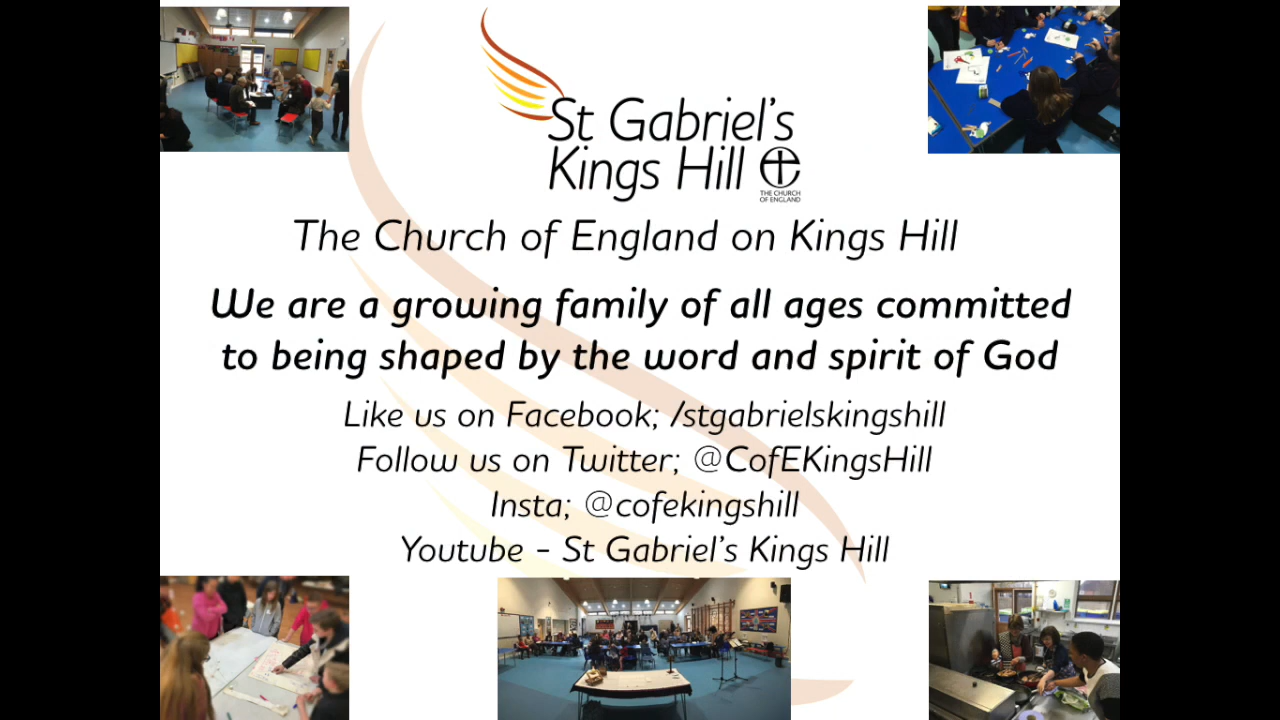 St Gabriel's
Kings Hill
THE CHURCH
OF ENGLAND
The Church of England on Kings Hill
We are a growing family of all ages committed
to being shaped by the word and spirit of God
Like us on Facebook; /stgabrielskingshill
Follow us on Twitter; @CofEKingsHill
Insta; @cofekingshill
Youtube - St Gabriel's Kings Hill